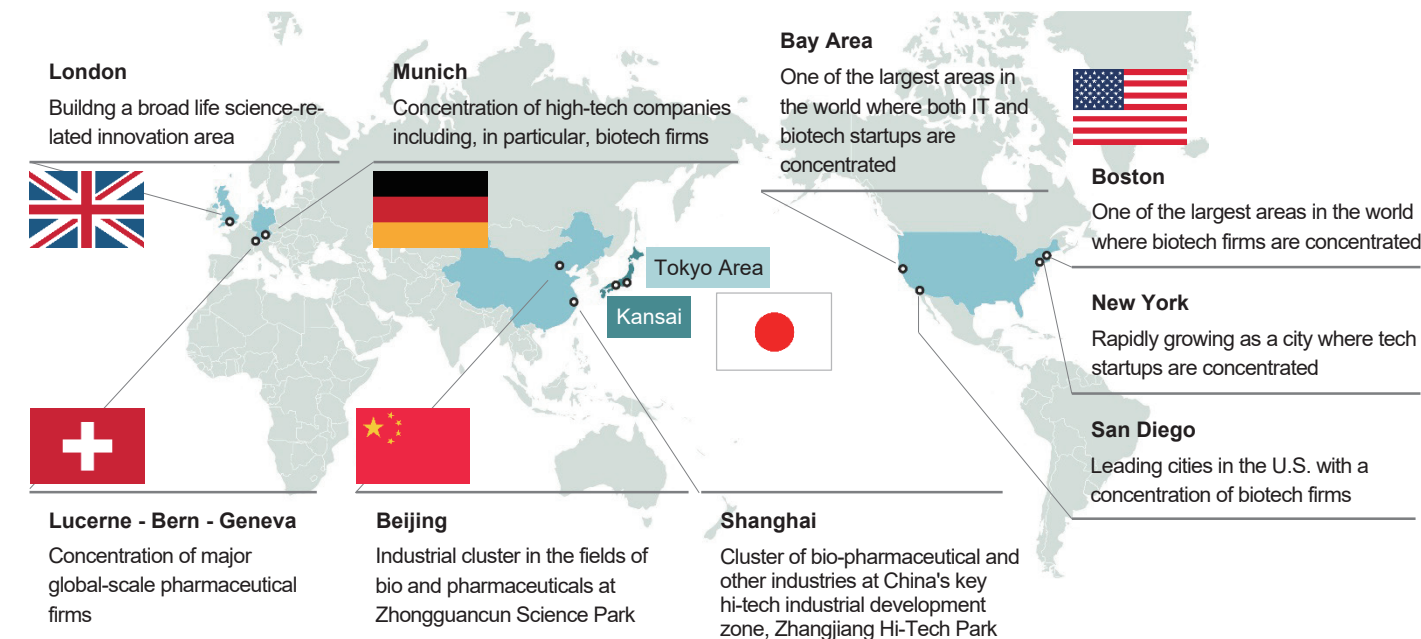 London
Buildng a broad life science-re-
lated innovation area
Munich
Concentration of high-tech companies
including, in particular, biotech firms
Bay Area
One of the largest areas in
the world where both IT and
biotech startups are
concentrated
Boston
One of the largest areas in the world
where biotech firms are concentrated
Tokyo Area
Kansai
New York
Rapidly growing as a city where tech
startups are concentrated
San Diego
Leading cities in the U.S. with a
concentration of biotech firms
Lucerne - Bern - Geneva
Concentration of major
global-scale pharmaceutical
firms
Beijing
Industrial cluster in the fields of
bio and pharmaceuticals at
Zhongguancun Science Park
Shanghai
Cluster of bio-pharmaceutical and
other industries at China's key
hi-tech industrial development
zone, Zhangjiang Hi-Tech Park